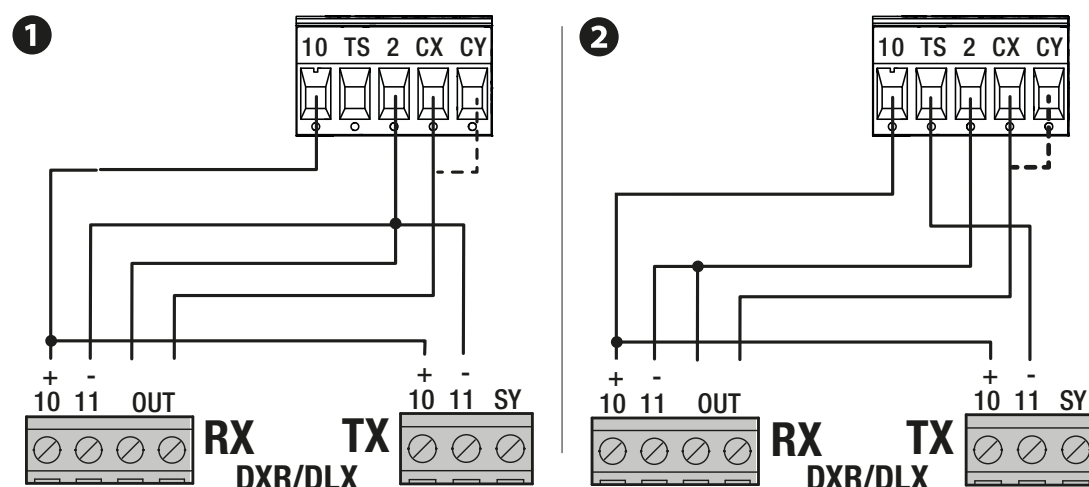 1
10 TS 2 CX CY
+ - + -
10 11 OUT 10 11 SY
RX TX
DXR/DLX
2
10 TS 2 CX CY
+ - + -
10 11 OUT 10 11 SY
RX TX
DXR/DLX